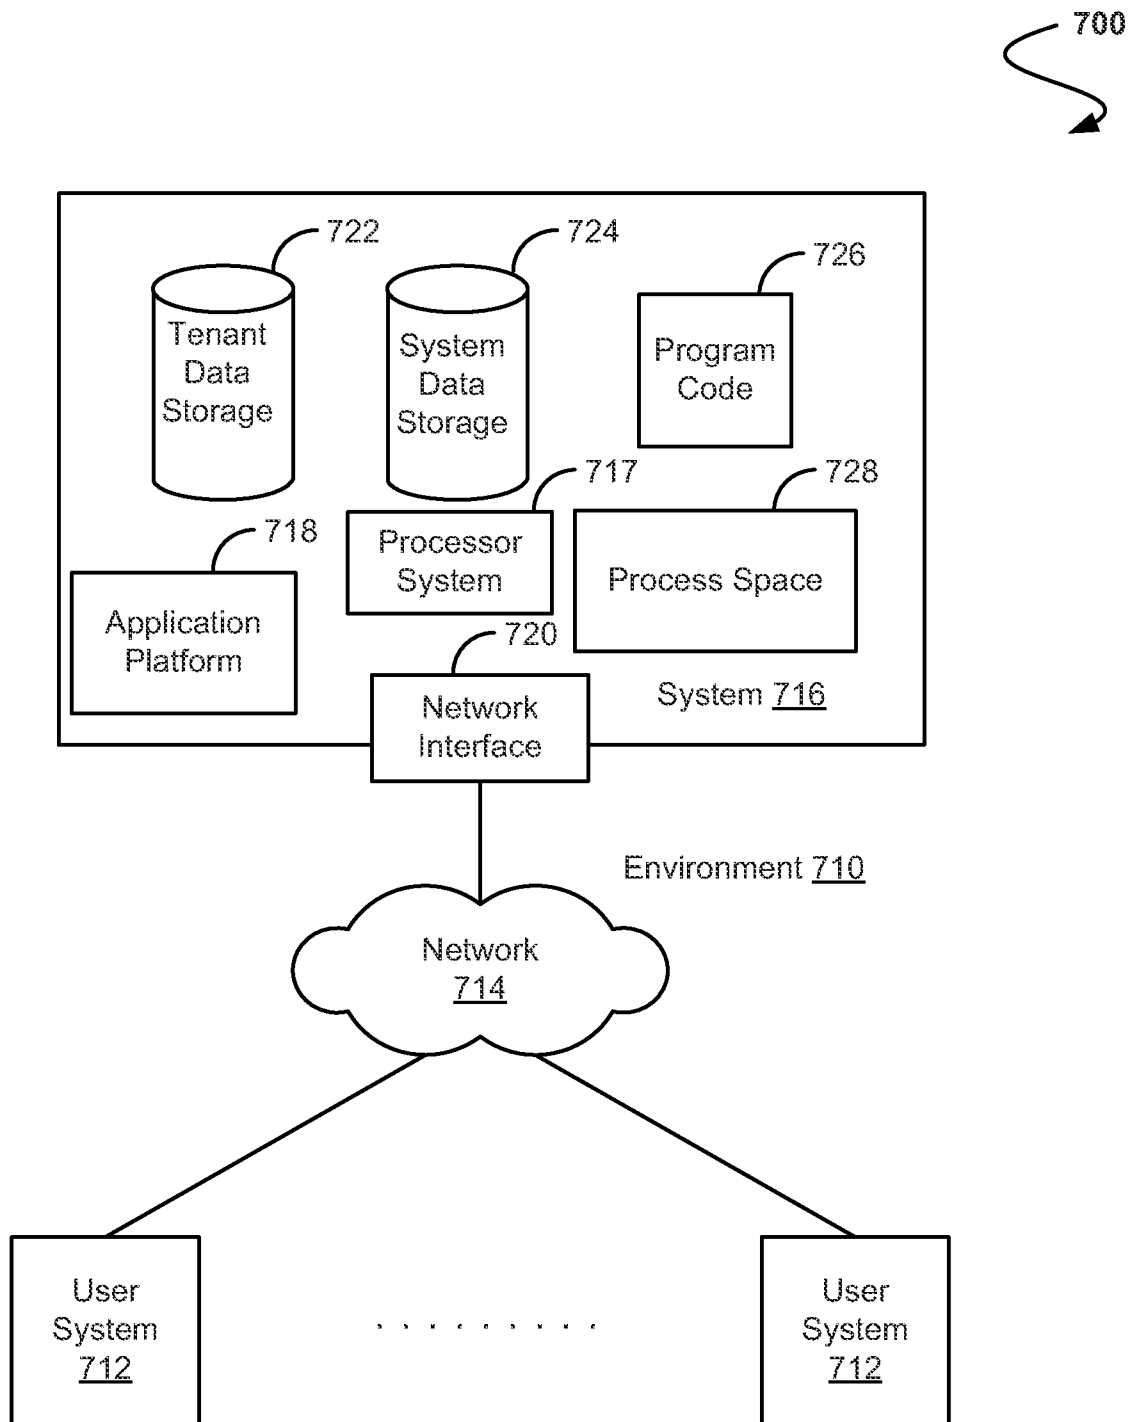 700
722
724
726
Tenant
Data
Storage
System
Data
Storage
Program
Code
717
728
718
Processor
System
Process Space
Application
Platform
720
System 716
Network
Interface
Environment 710
Network
714
User
System
712
.........
User
System
712